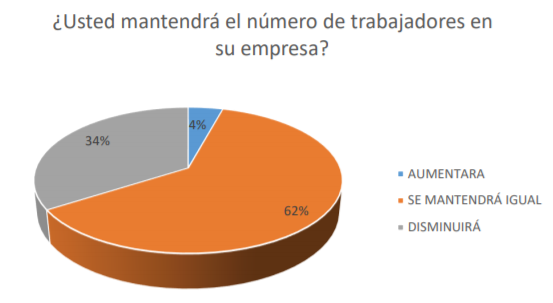 ¿Usted mantendrá el número de trabajadores en
su empresa?
4%
34%
62%
AUMENTARA
SE MANTENDRÁ IGUAL
DISMINUIRÁ